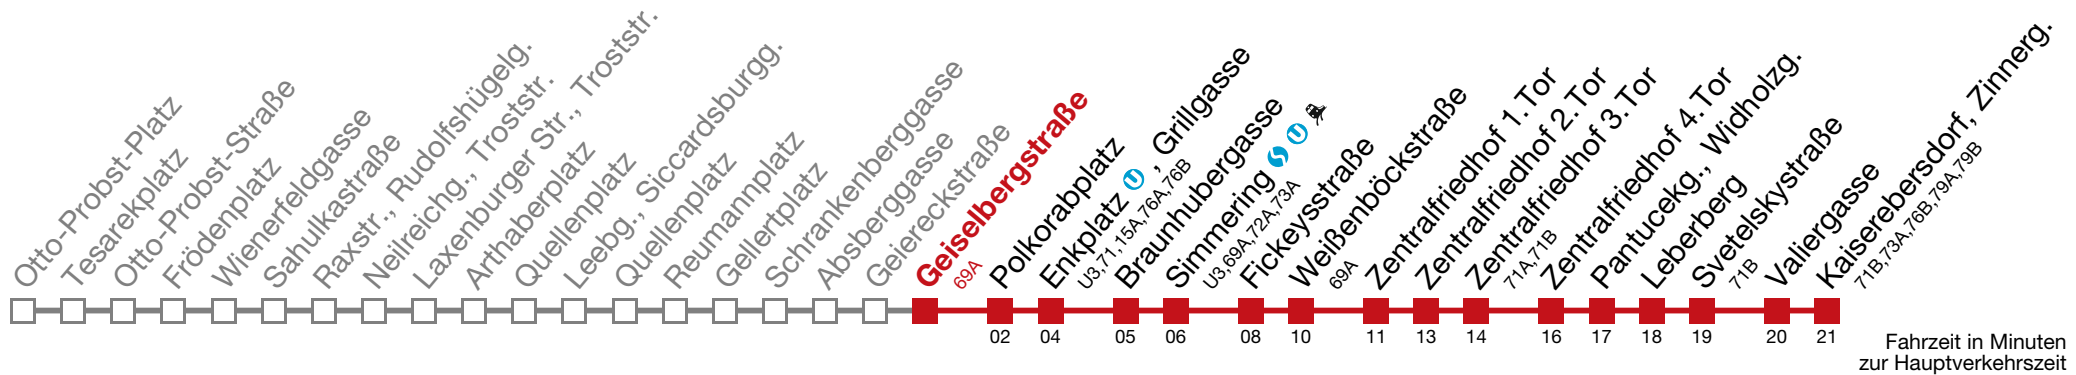 Otto-Probst-Platz
Tesarekplatz
Otto-Probst-Straße
Frödenplatz
Wienerfeldgasse
Sahulkastraße
Raxstr., Rudolfshügelg.
Neilreichg., Troststr.
Laxenburger Str., Troststr.
Arthaberplatz
Quellenplatz
Leebg., Siccardsburgg.
Quellenplatz
Reumannplatz
Gellertplatz
Schrankenberggasse
Absberggasse
Geiereckstraße
Geiselbergstraße
69A
Polkorabplatz
Enkplatz U , Grillgasse
U3,71,15A,76A,76B
Braunhubergasse
Simmering S U
U3,69A,72A,73A
Fickeysstraße
Weißenböckstraße
69A
Zentralfriedhof 1. Tor
Zentralfriedhof 2. Tor
Zentralfriedhof 3. Tor
71A,71B
Zentralfriedhof 4. Tor
Pantucekg., Widholzg.
Leberberg
Svetelskystraße
71B
Valiergasse
Kaiserebersdorf, Zinnerg.
71B,73A,76B,79A,79B
02 04 05 06 08 10 11 13 14 16 17 18 19 20 21
Fahrzeit in Minuten
zur Hauptverkehrszeit